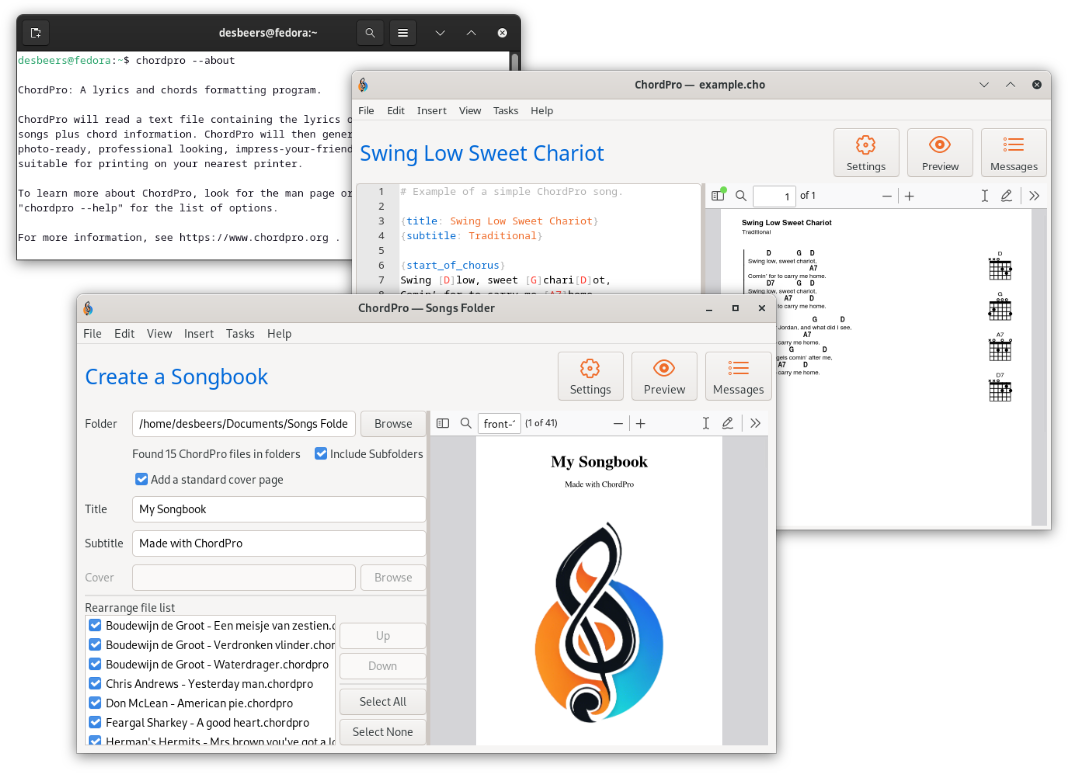 desbeers@fedora:~
desbeers@fedora:~$ chordpro --about
ChordPro: A lyrics and chords formatting program.
ChordPro will read a text file containing the lyrics
songs plus chord information. ChordPro will then
photo-ready, professional looking,
suitable for printing on your nearest printer.
To learn more about ChordPro, look for the man page
"chordpro --help" for the list of options.
For more information, see https://www.chordpro.org .
ChordPro — example.cho
File Edit Insert View Tasks Help
Swing Low Sweet Chariot
Settings Preview Messages
1 # Example of a simple ChordPro song.
2
3 {title: Swing Low Sweet Chariot}
4 {subtitle: Traditional}
5
6 {start_of_chorus}
7 Swing [D]low, sweet [G]chari[D]ot,
1 of 1
Swing Low Sweet Chariot
Traditional
D G D
Swing low, sweet chariot,
A7
Comin' for to carry me home.
D7 G D
Swing low, sweet chariot,
A7 D
to carry me home.
G D
Jordan, and what did I see,
A7
carry me home.
G D
comin' after me,
A7 D
carry me home.
D
G
A7
D7
ChordPro — Songs Folder
File Edit View Insert Tasks Help
Create a Songbook
Settings Preview Messages
Folder /home/desbeers/Documents/Songs Folde Browse
Found 15 ChordPro files in folders Include Subfolders
Add a standard cover page
Title My Songbook
Subtitle Made with ChordPro
Cover Browse
Rearrange file list
Boudewijn de Groot - Een meisje van zestien.c
Boudewijn de Groot - Verdronken vlinder.chor
Boudewijn de Groot - Waterdrager.chordpro
Chris Andrews - Yesterday man.chordpro
Don McLean - American pie.chordpro
Feargal Sharkey - A good heart.chordpro
Herman's Hermits - Mrs brown you've got a
Up
Down
Select All
Select None
front-
(1 of 41)
My Songbook
Made with ChordPro